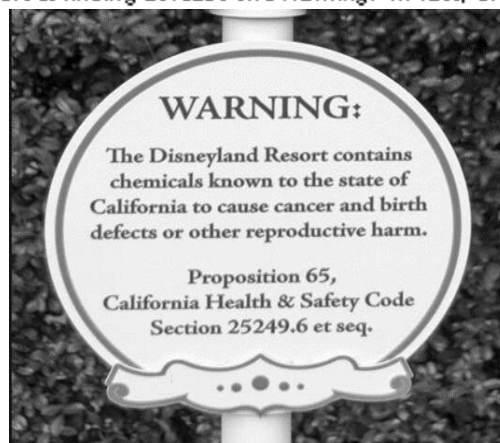 WARNING:
The Disneyland Resort contains
chemicals known to the state of
California to cause cancer and birth
defects or other reproductive harm.
Proposition 65,
California Health & Safety Code
Section 25249.6 et seq.